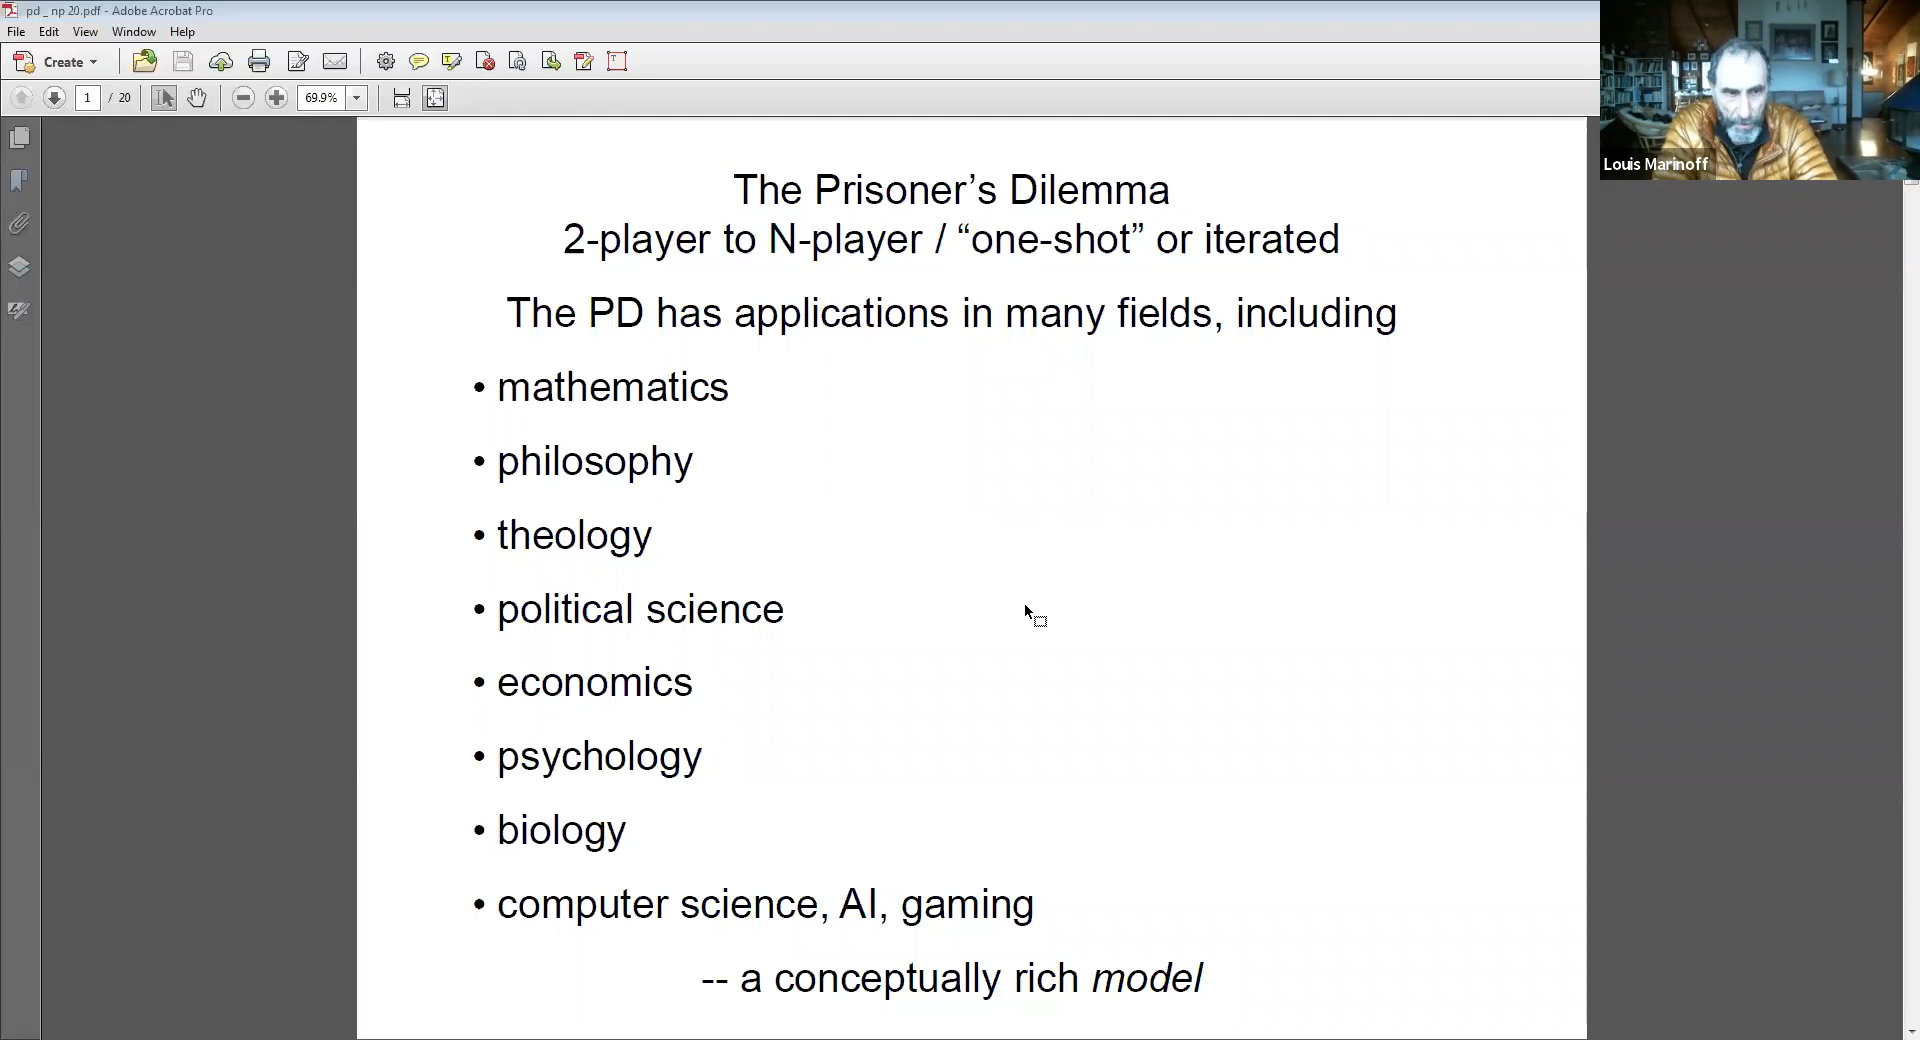 pd _ np 20.pdf - Adobe Acrobat Pro
File Edit View Window Help
Create
1 / 20 69.9%
Louis Marinoff
The Prisoner’s Dilemma
2-player to N-player / “one-shot” or iterated
The PD has applications in many fields, including
• mathematics
• philosophy
• theology
• political science
• economics
• psychology
• biology
• computer science, AI, gaming
-- a conceptually rich model